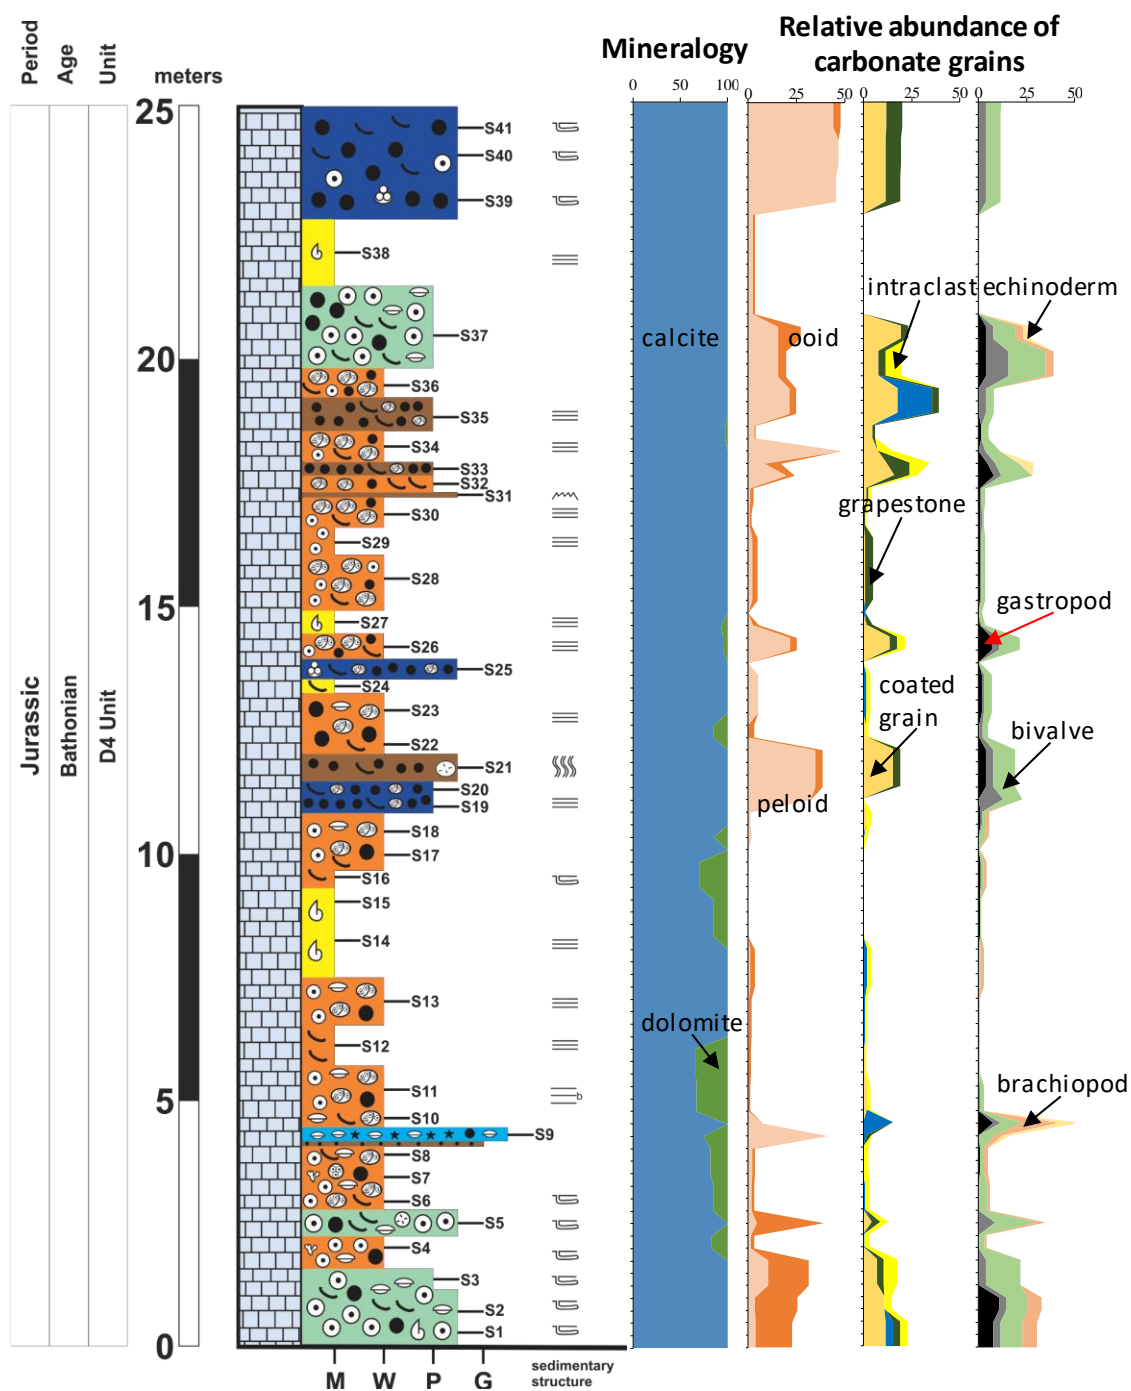 Period
Age
Unit
meters
Mineralogy
Relative abundance of
carbonate grains
0 50 100
0 25 50
0 25 50
0 25 50
25
20
15
10
5
0
Jurassic
Bathonian
D4 Unit
S41
S40
S39
S38
S37
S36
S35
S34
S33
S32
S31
S30
S29
S28
S27
S26
S25
S24
S23
S22
S21
S20
S19
S18
S17
S16
S15
S14
S13
S12
S11
S10
S9
S8
S7
S6
S5
S4
S3
S2
S1
b
M W P G
sedimentary
structure
calcite
dolomite
ooid
peloid
intraclast
grapestone
coated
grain
echinoderm
gastropod
bivalve
brachiopod